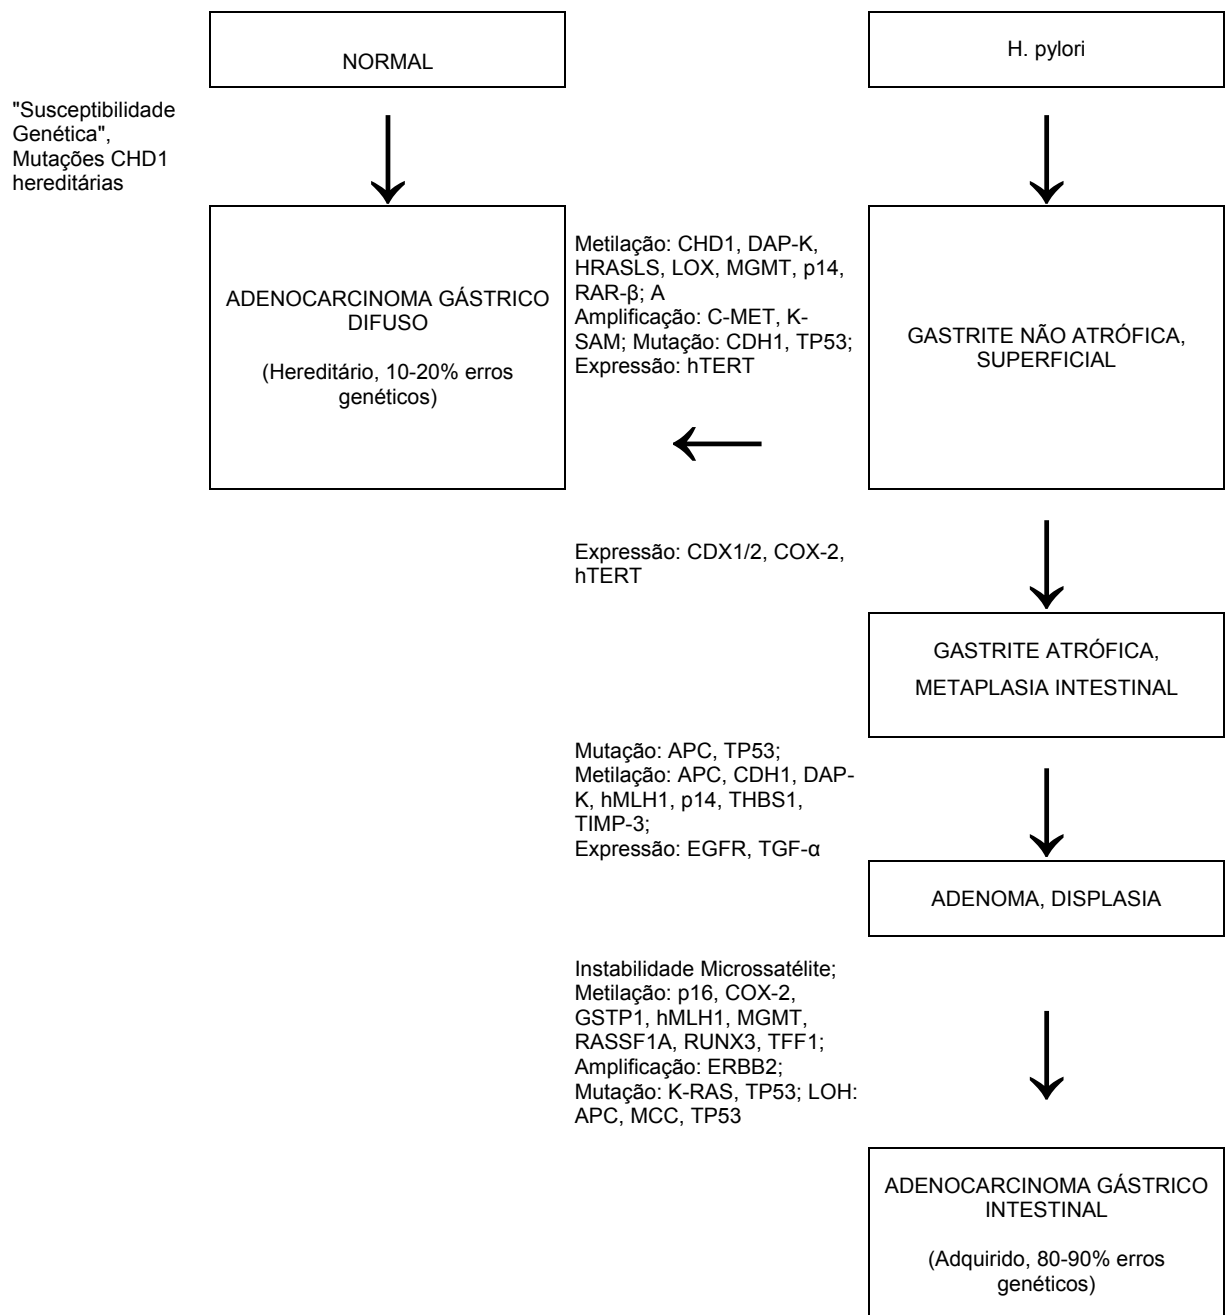 NORMAL
H. pylori
"Susceptibilidade
Genética",
Mutações CHD1
hereditárias
ADENOCARCINOMA GÁSTRICO
DIFUSO
(Hereditário, 10-20% erros
genéticos)
Metilação: CHD1, DAP-K,
HRASLS, LOX, MGMT, p14,
RAR-β; A
Amplificação: C-MET, K-
SAM; Mutação: CDH1, TP53;
Expressão: hTERT
GASTRITE NÃO ATRÓFICA,
SUPERFICIAL
Expressão: CDX1/2, COX-2,
hTERT
GASTRITE ATRÓFICA,
METAPLASIA INTESTINAL
Mutação: APC, TP53;
Metilação: APC, CDH1, DAP-
K, hMLH1, p14, THBS1,
TIMP-3;
Expressão: EGFR, TGF-α
ADENOMA, DISPLASIA
Instabilidade Microssatélite;
Metilação: p16, COX-2,
GSTP1, hMLH1, MGMT,
RASSF1A, RUNX3, TFF1;
Amplificação: ERBB2;
Mutação: K-RAS, TP53; LOH:
APC, MCC, TP53
ADENOCARCINOMA GÁSTRICO
INTESTINAL
(Adquirido, 80-90% erros
genéticos)